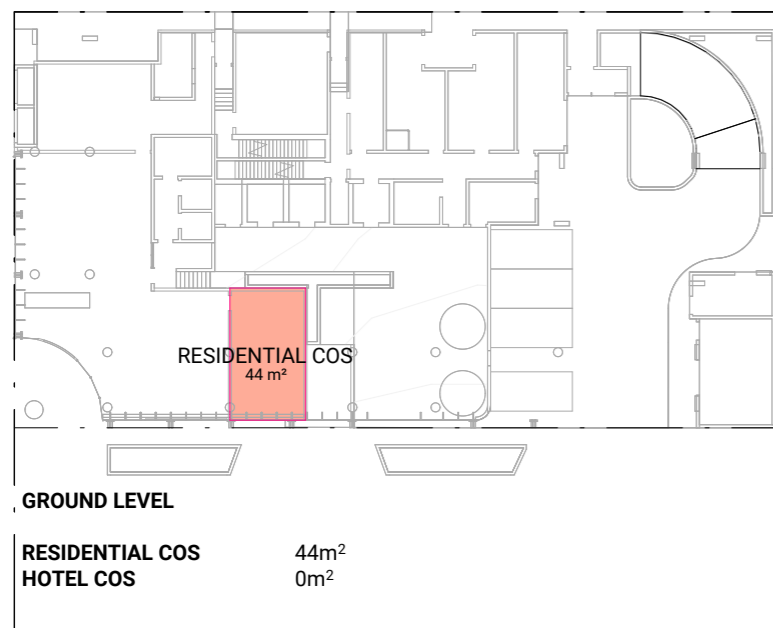 RESIDENTIAL COS
44 m²
GROUND LEVEL
RESIDENTIAL COS 44m²
HOTEL COS 0m²